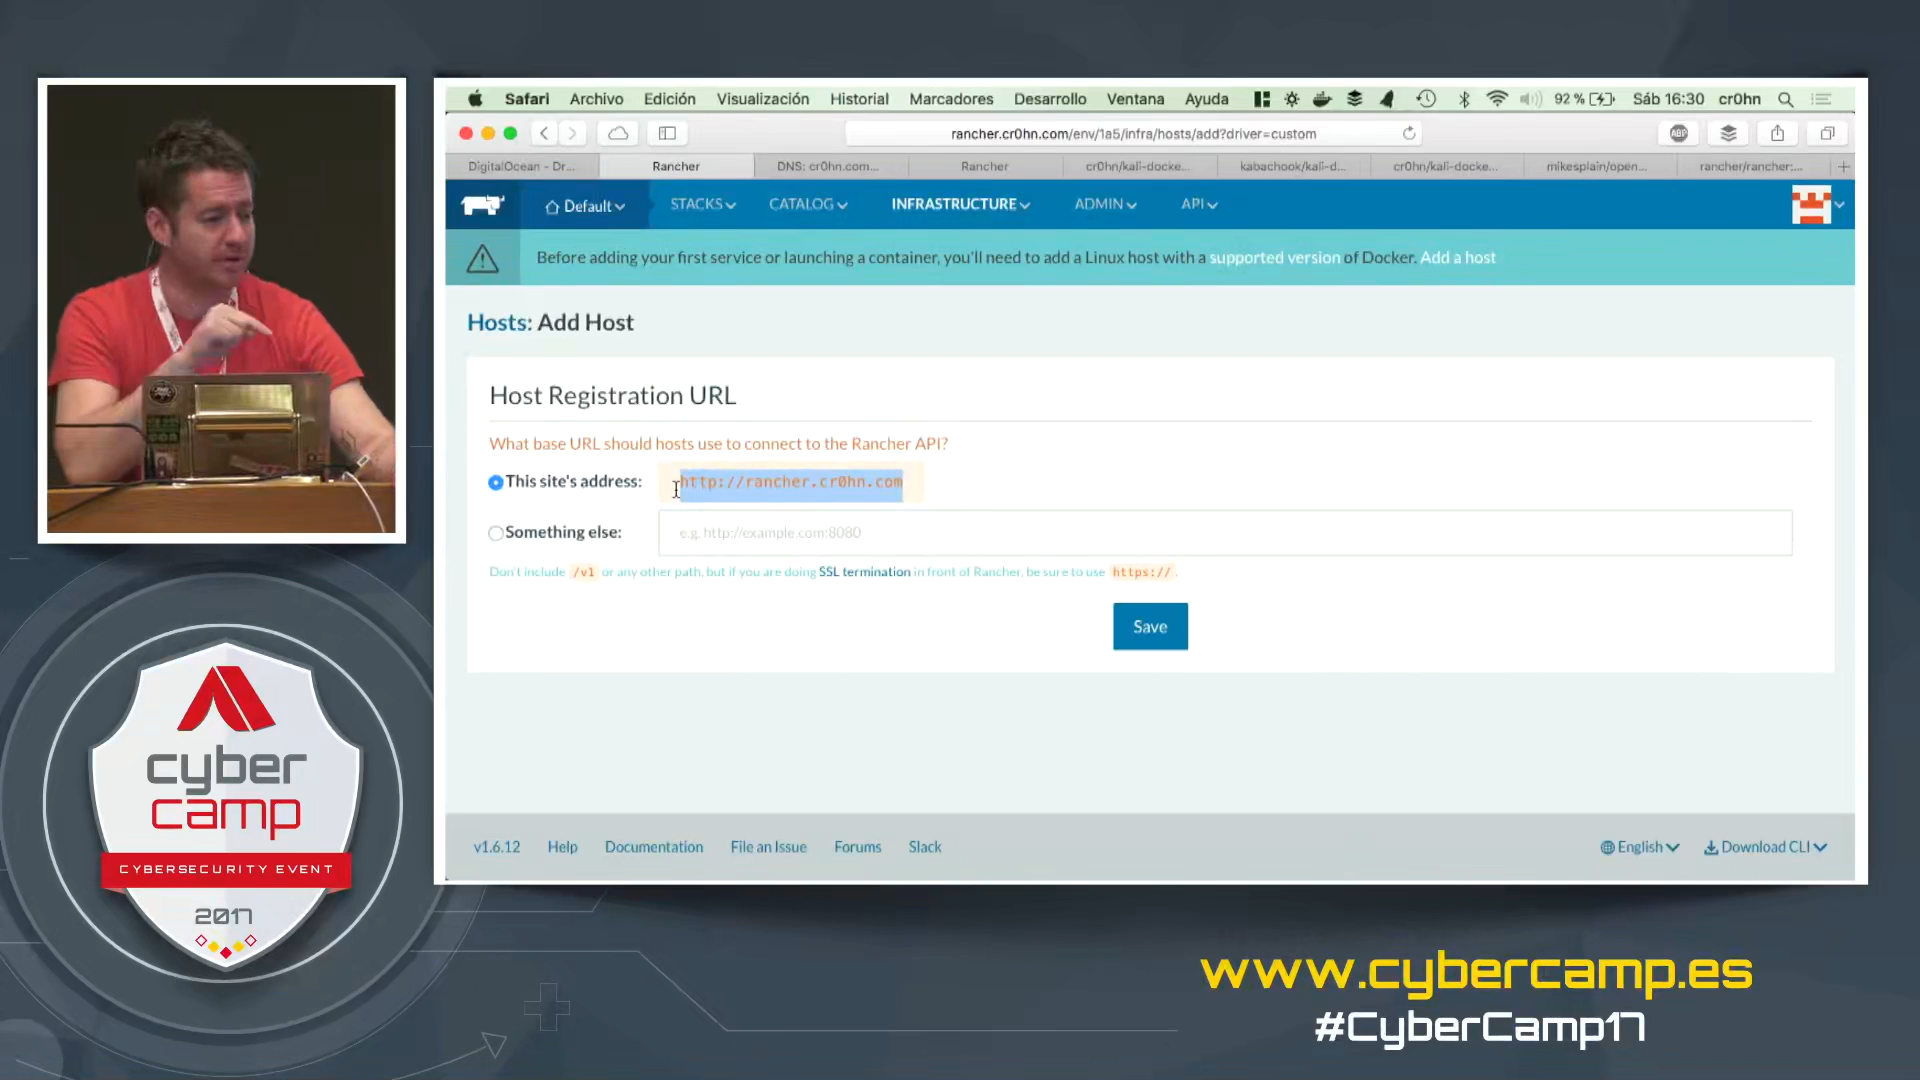 Safari Archivo Edición Visualización Historial Marcadores Desarrollo Ventana Ayuda 92 % Sáb 16:30 cr0hn
rancher.cr0hn.com/env/1a5/infra/hosts/add?driver=custom
ABP
DigitalOcean - Dr... Rancher DNS: cr0hn.com... Rancher cr0hn/kali-docke... kabachook/kali-d... cr0hn/kali-docke... mikesplain/open... rancher/rancher:...
Default STACKS CATALOG INFRASTRUCTURE ADMIN API
Before adding your first service or launching a container, you'll need to add a Linux host with a supported version of Docker. Add a host
Hosts: Add Host
Host Registration URL
What base URL should hosts use to connect to the Rancher API?
This site's address: http://rancher.cr0hn.com
Something else: e.g. http://example.com:8080
Don't include /v1 or any other path, but if you are doing SSL termination in front of Rancher, be sure to use https:// .
Save
v1.6.12 Help Documentation File an Issue Forums Slack English Download CLI
cyber
camp
CYBERSECURITY EVENT
2017
www.cybercamp.es
#CyberCamp17